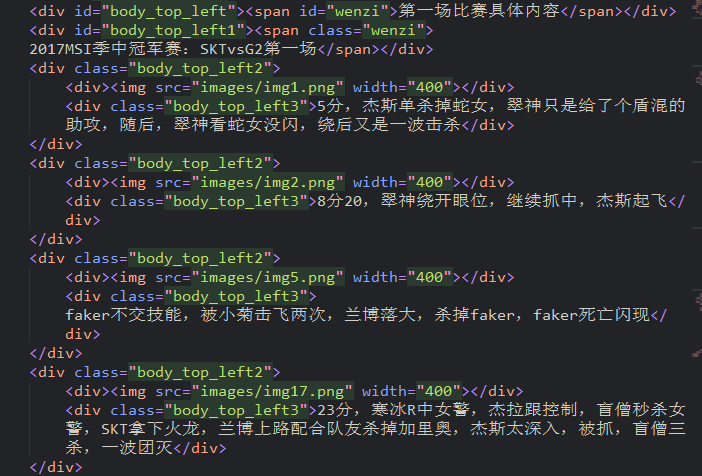 <div id="body_top_left"><span id="wenzi">第一场比赛具体内容</span></div>
<div id="body_top_left1"><span class="wenzi">
2017MSI季中冠军赛：SKTvsG2第一场</span></div>
<div class="body_top_left2">
<div><img src="images/img1.png" width="400"></div>
<div class="body_top_left3">5分，杰斯单杀掉蛇女，翠神只是给了个盾混的
助攻，随后，翠神看蛇女没闪，绕后又是一波击杀</div>
</div>
<div class="body_top_left2">
<div><img src="images/img2.png" width="400"></div>
<div class="body_top_left3">8分20，翠神绕开眼位，继续抓中，杰斯起飞</
div>
</div>
<div class="body_top_left2">
<div><img src="images/img5.png" width="400"></div>
<div class="body_top_left3">
faker不交技能，被小菊击飞两次，兰博落大，杀掉faker，faker死亡闪现</
div>
</div>
<div class="body_top_left2">
<div><img src="images/img17.png" width="400"></div>
<div class="body_top_left3">23分，寒冰R中女警，杰拉跟控制，盲僧秒杀女
警，SKT拿下火龙，兰博上路配合队友杀掉加里奥，杰斯太深入，被抓，盲僧三
杀，一波团灭</div>
</div>